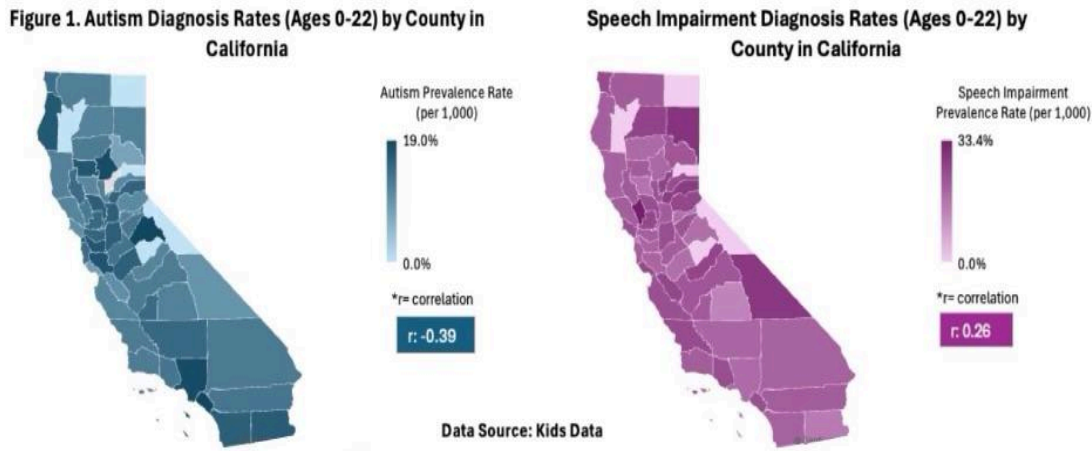 Figure 1. Autism Diagnosis Rates (Ages 0-22) by County in
California
Autism Prevalence Rate
(per 1,000)
19.0%
0.0%
*r= correlation
r: -0.39
Speech Impairment Diagnosis Rates (Ages 0-22) by
County in California
Speech Impairment
Prevalence Rate (per 1,000)
33.4%
0.0%
*r= correlation
r: 0.26
Data Source: Kids Data